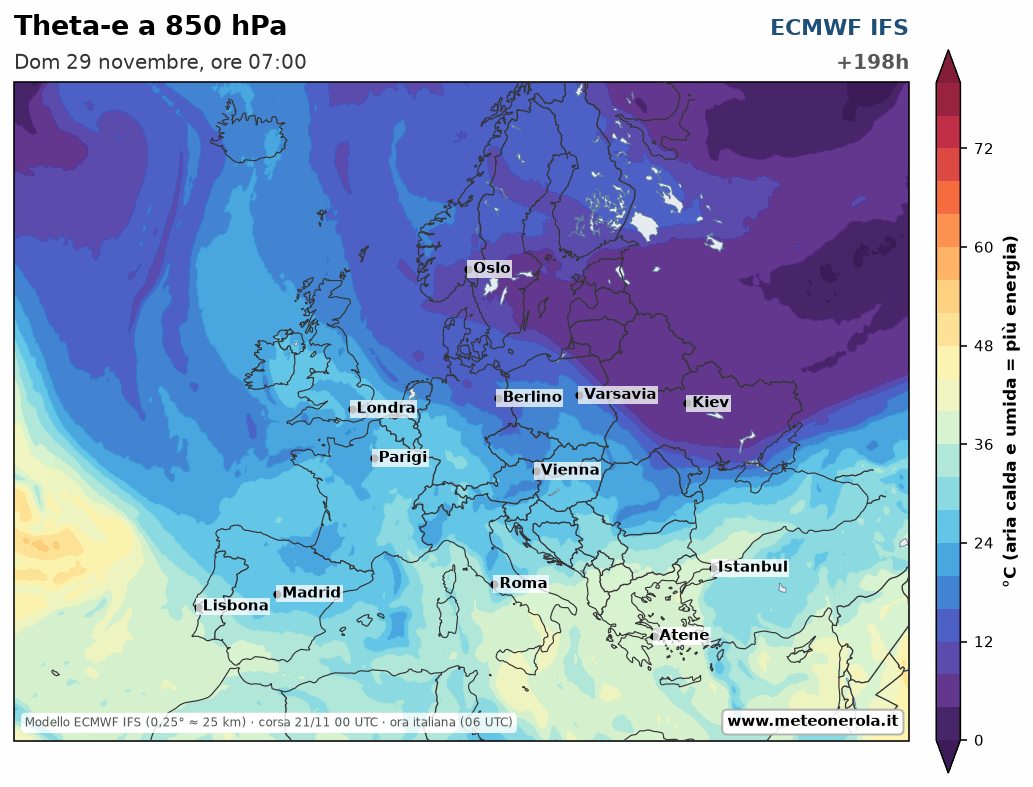 Theta-e a 850 hPa
ECMWF IFS
Dom 29 novembre, ore 07:00
+198h
72
60
48
36
24
12
0
°C (aria calda e umida = più energia)
Oslo
Berlino
Varsavia
Kiev
Londra
Parigi
Vienna
Istanbul
Roma
Madrid
Lisbona
Atene
Modello ECMWF IFS (0,25° ≈ 25 km) · corsa 21/11 00 UTC · ora italiana (06 UTC)
www.meteonerola.it